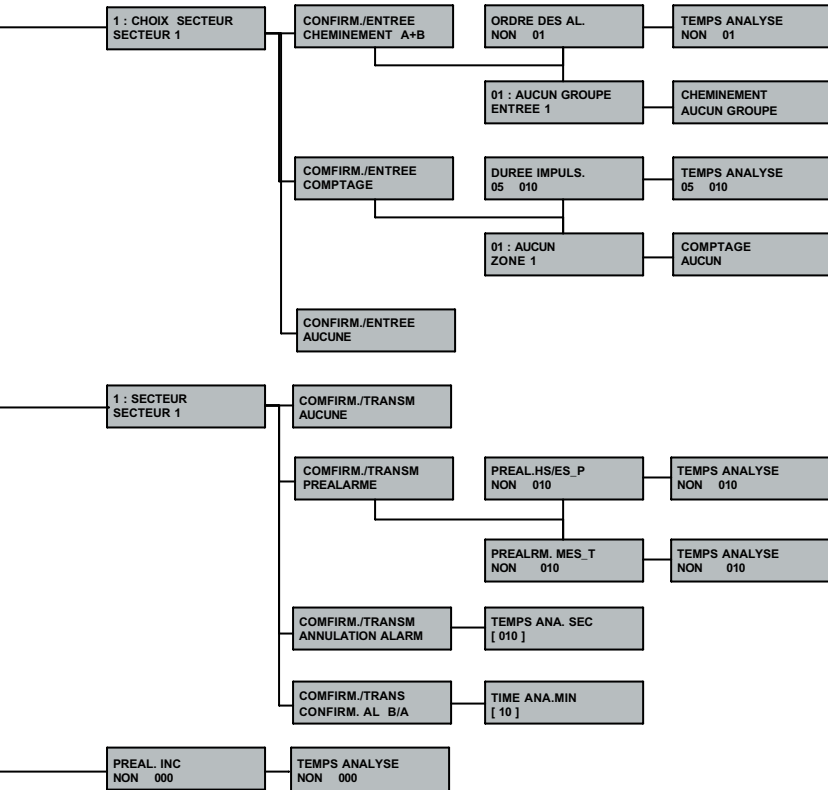 1 : CHOIX SECTEUR
SECTEUR 1
CONFIRM./ENTREE
CHEMINEMENT A+B
ORDRE DES AL.
NON 01
TEMPS ANALYSE
NON 01
01 : AUCUN GROUPE
ENTREE 1
CHEMINEMENT
AUCUN GROUPE
COMFIRM./ENTREE
COMPTAGE
DUREE IMPULS.
05 010
TEMPS ANALYSE
05 010
01 : AUCUN
ZONE 1
COMPTAGE
AUCUN
CONFIRM./ENTREE
AUCUNE
1 : SECTEUR
SECTEUR 1
COMFIRM./TRANSM
AUCUNE
COMFIRM./TRANSM
PREALARME
PREAL.HS/ES_P
NON 010
TEMPS ANALYSE
NON 010
PREALRM. MES_T
NON 010
TEMPS ANALYSE
NON 010
COMFIRM./TRANSM
ANNULATION ALARM
TEMPS ANA. SEC
[ 010 ]
COMFIRM./TRANS
CONFIRM. AL B/A
TIME ANA.MIN
[ 10 ]
PREAL. INC
NON 000
TEMPS ANALYSE
NON 000